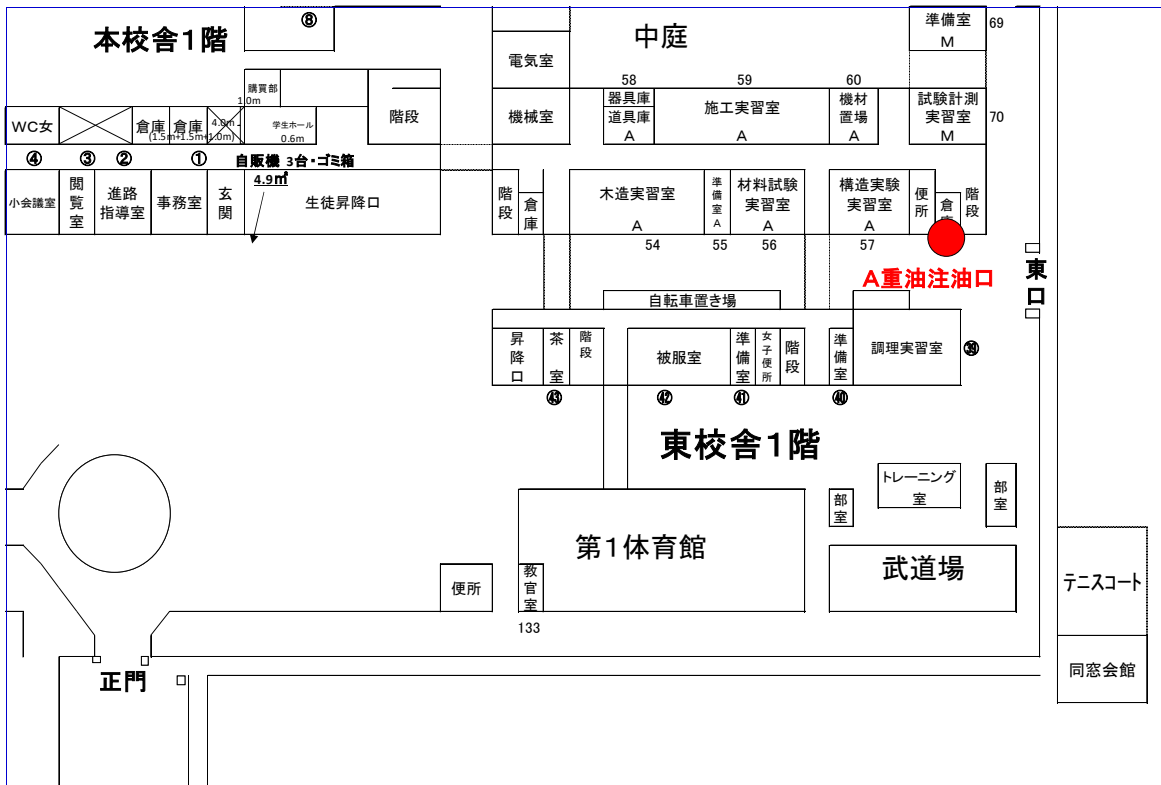 ⑧
準備室
M
69
本校舎1階
中庭
電気室
購買部
1.0m
58
59
60
機械室
器具庫
道具庫
A
施工実習室
A
機材
置場
A
試験計測
実習室
M
70
WC女
倉庫
倉庫
4.0m
(1.5m+1.5m+1.0m)
学生ホール
0.6m
階段
④
③
②
①
自販機 3台・ゴミ箱
4.9㎡
小会議室
閲覧室
進路
指導室
事務室
玄関
生徒昇降口
階段
倉庫
木造実習室
A
準備室
A
材料試験
実習室
A
構造実験
実習室
A
便所
倉庫
階段
54
55
56
57
A重油注油口
東口
自転車置き場
昇降口
茶室
階段
被服室
準備室
女子便所
階段
準備室
調理実習室
㊴
㊸
㊷
㊶
㊵
東校舎1階
トレーニング
室
部室
部室
第1体育館
武道場
教官室
便所
133
テニスコート
同窓会館
正門